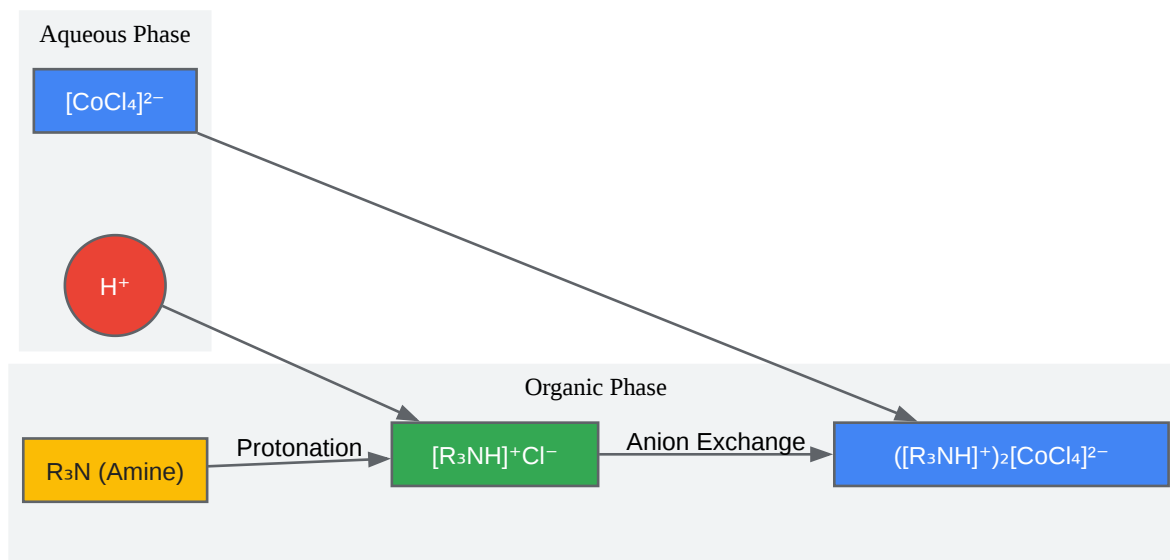 Aqueous Phase
[CoCl₄]²⁻
H⁺
Organic Phase
R₃N (Amine)
Protonation
[R₃NH]⁺Cl⁻
Anion Exchange
([R₃NH]⁺)₂[CoCl₄]²⁻